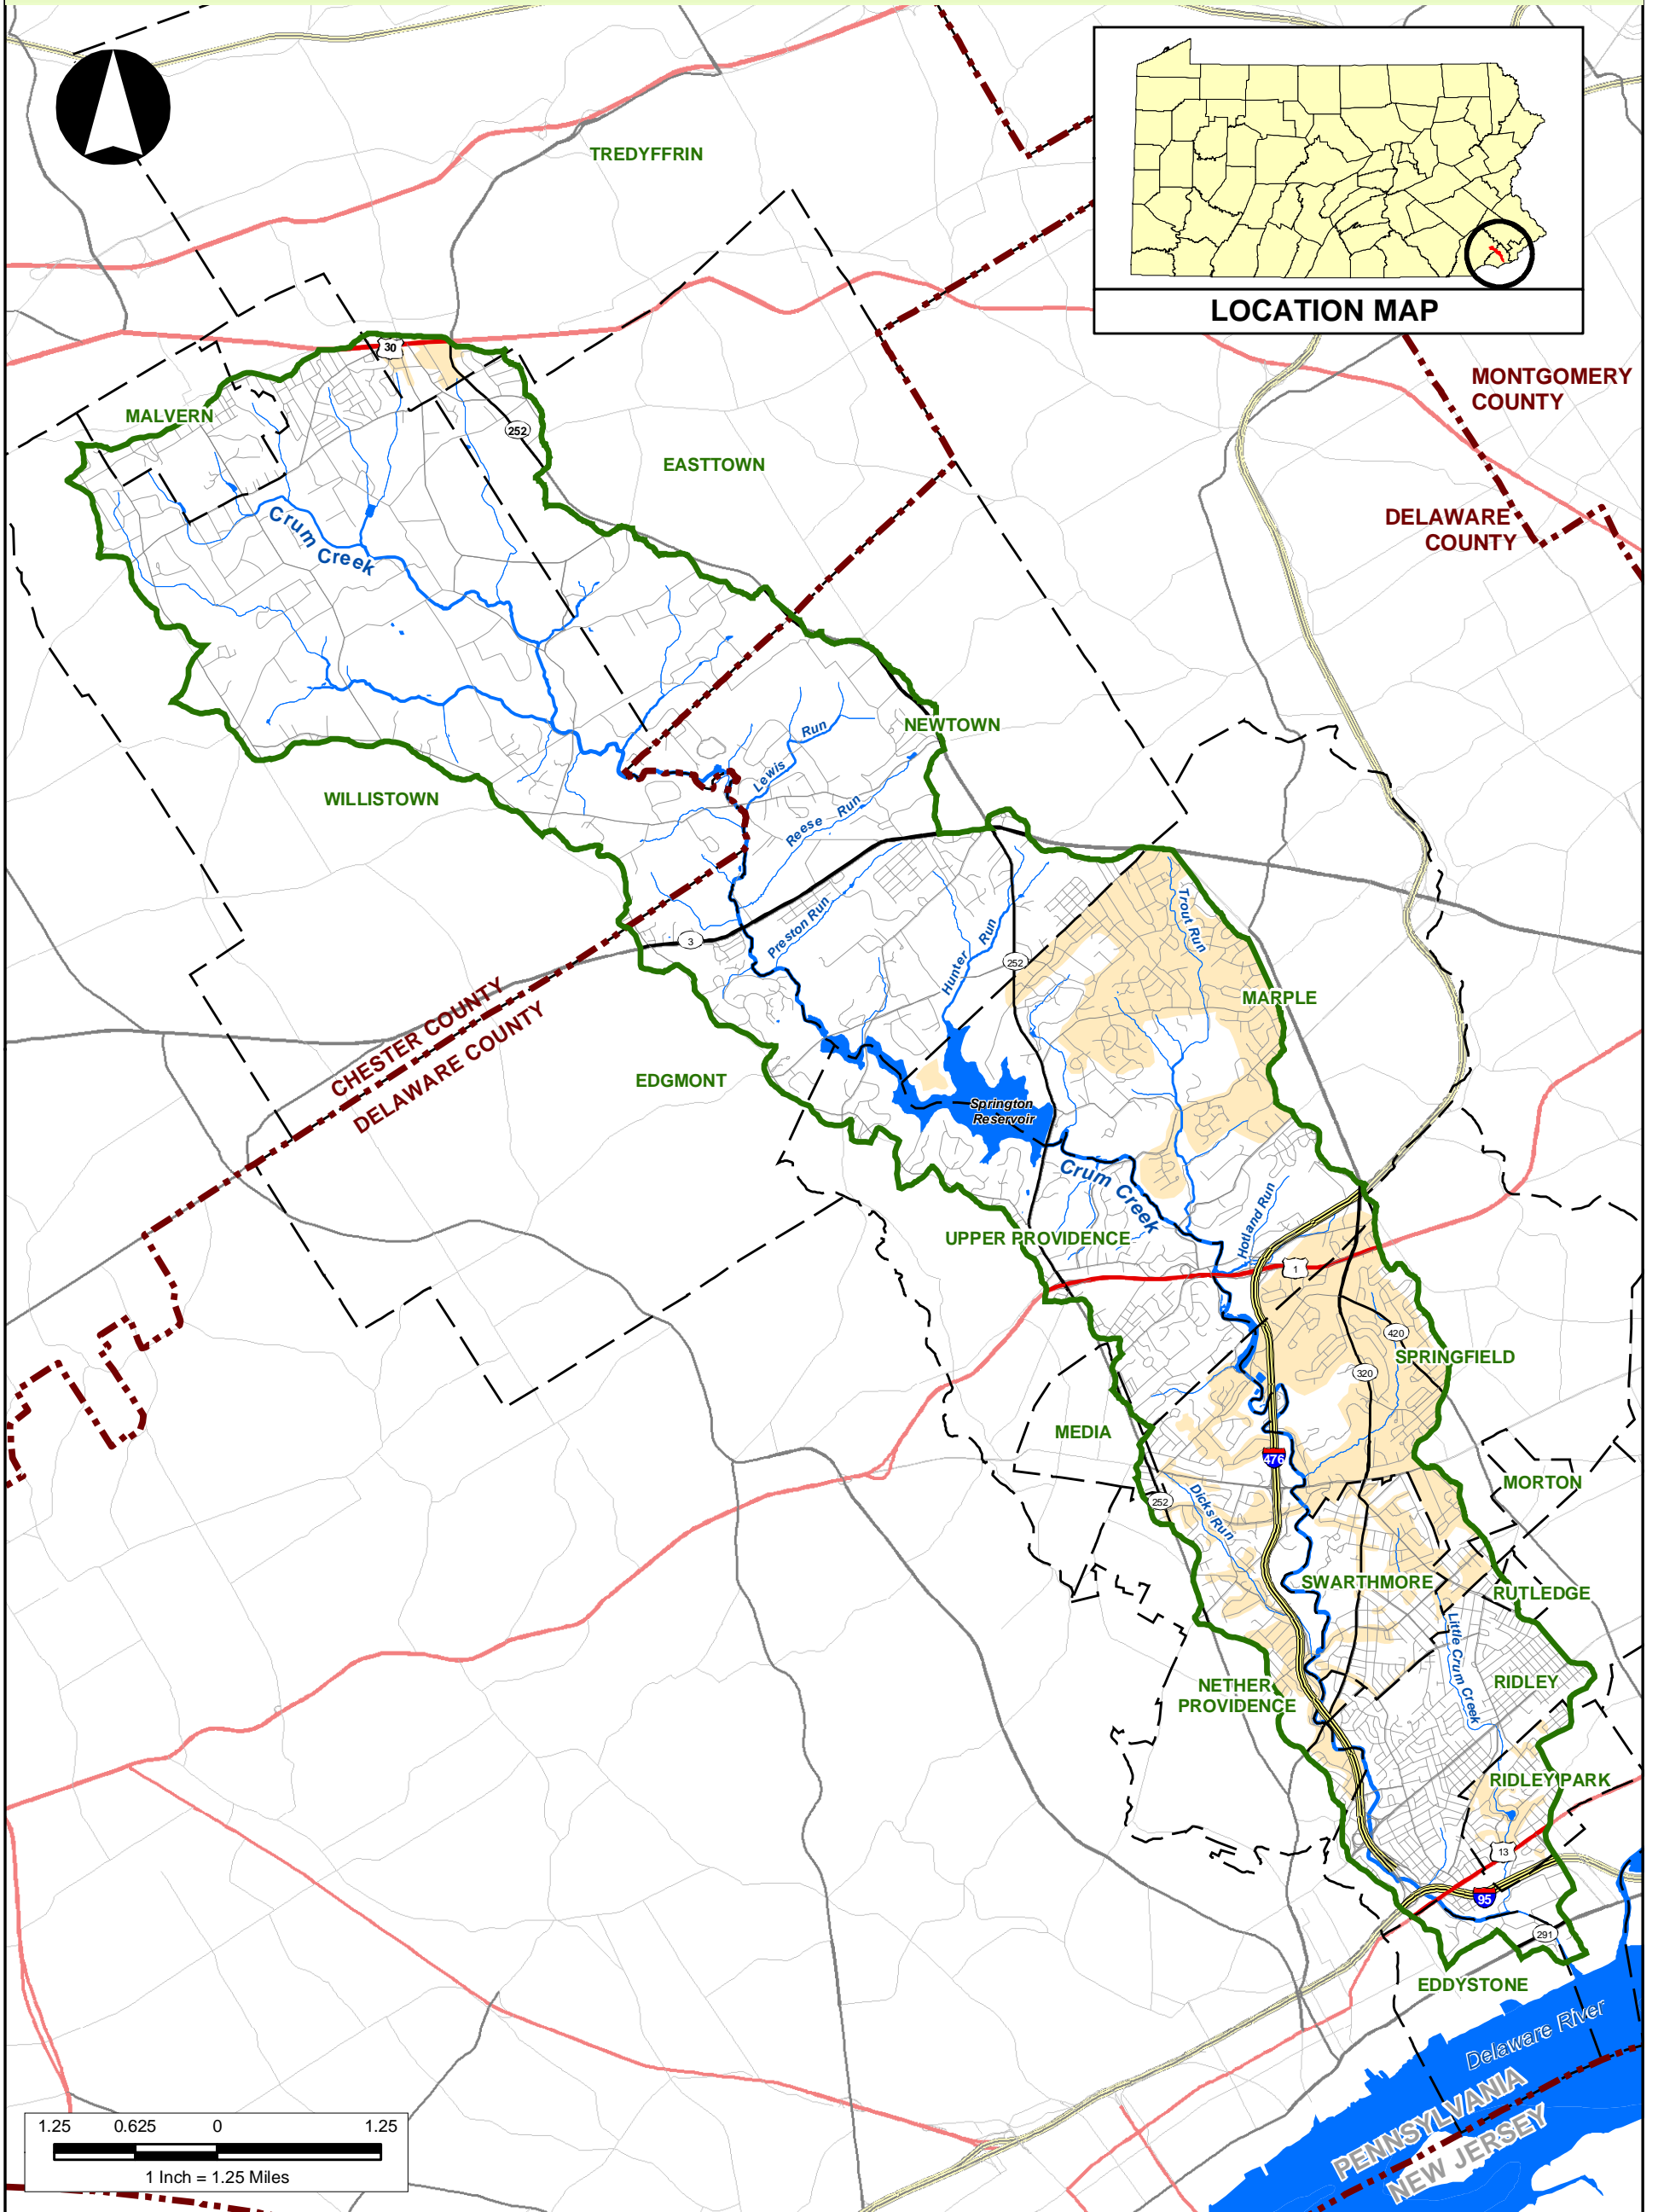 TREDYFFRIN
LOCATION MAP
MONTGOMERY
COUNTY
30
MALVERN
252
EASTTOWN
DELAWARE
COUNTY
Crum Creek
NEWTOWN
Lewis Run
WILLISTOWN
Reese Run
Preston Run
Trout Run
3
Hunter Run
252
MARPLE
CHESTER COUNTY
DELAWARE COUNTY
EDGMONT
Springton
Reservoir
Crum Creek
Hotland Run
UPPER PROVIDENCE
1
420
SPRINGFIELD
320
MEDIA
476
MORTON
252
Dicks Run
SWARTHMORE
RUTLEDGE
Little Crum Creek
NETHER
PROVIDENCE
RIDLEY
RIDLEY PARK
13
95
291
EDDYSTONE
Delaware River
PENNSYLVANIA
NEW JERSEY
1.25 0.625 0 1.25
1 Inch = 1.25 Miles